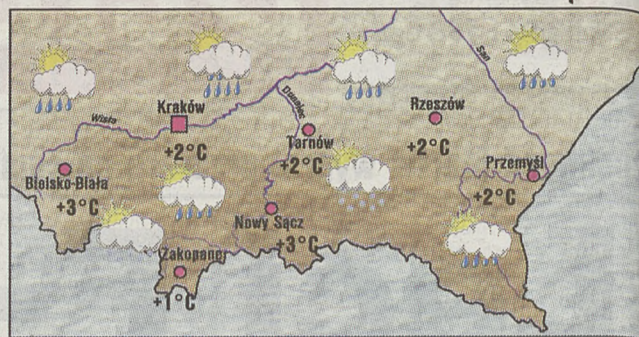 San
Dunajec
Kraków
Wisła
+2°C
Rzeszów
+2°C
Tarnów
+2°C
Przemyśl
+2°C
Bielsko-Biała
+3°C
Nowy Sącz
+3°C
Zakopane
+1°C